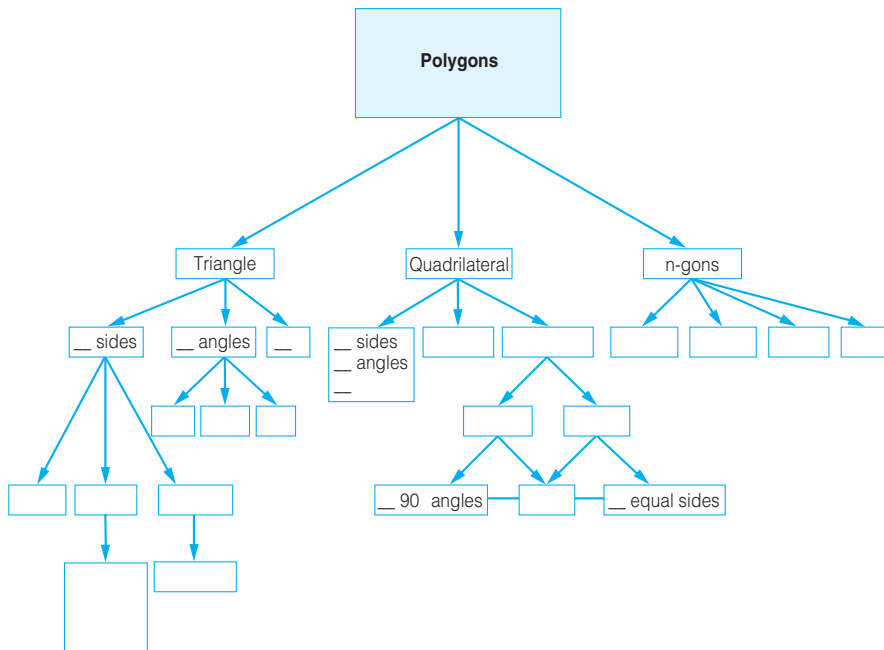 Polygons
Triangle
Quadrilateral
n-gons
__ sides
__ angles
__
__ sides
__ angles
__
__ 90 angles
__ equal sides